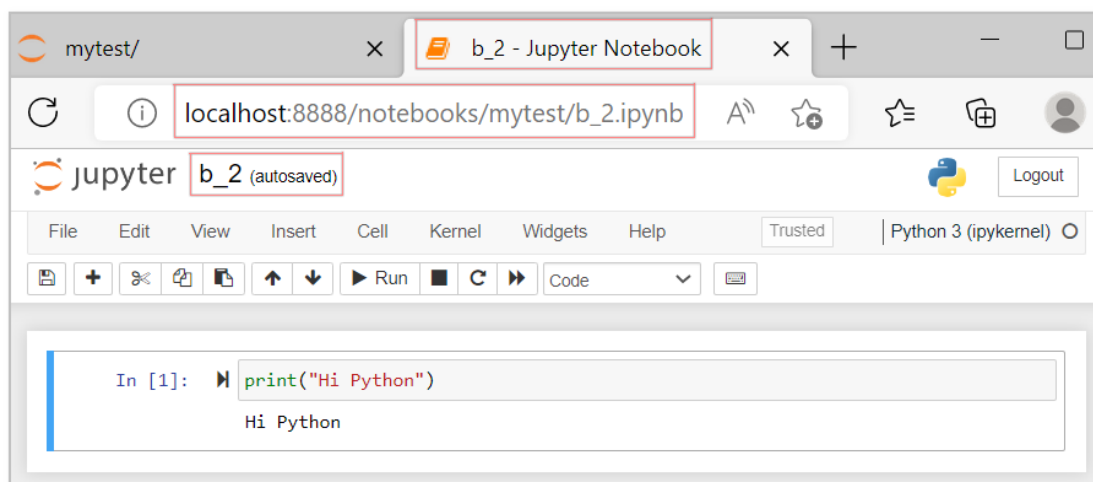 mytest/ b_2 - Jupyter Notebook
localhost:8888/notebooks/mytest/b_2.ipynb
jupyter b_2 (autosaved) Logout
File Edit View Insert Cell Kernel Widgets Help Trusted Python 3 (ipykernel)
Run Code
In [1]: print("Hi Python")
Hi Python